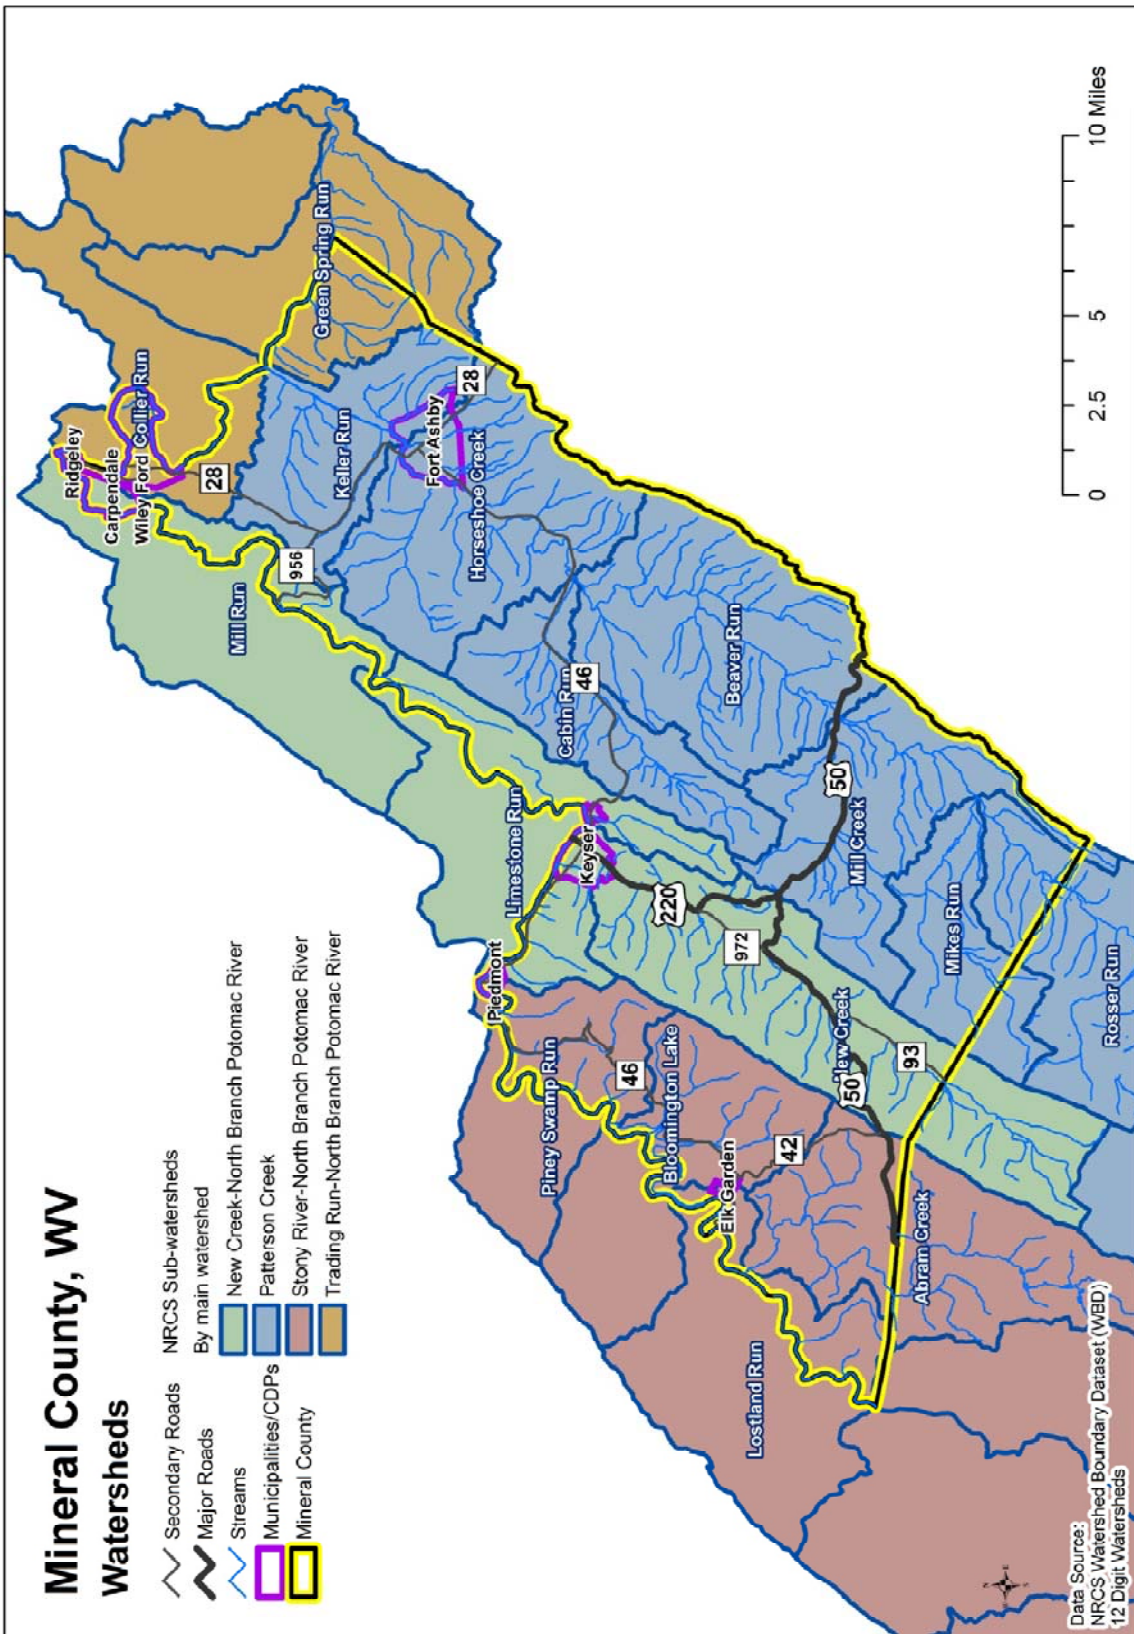 Mineral County, WV
Watersheds
Secondary Roads
Major Roads
Streams
Municipalities/CDPs
Mineral County
NRCS Sub-watersheds
By main watershed
New Creek-North Branch Potomac River
Patterson Creek
Stony River-North Branch Potomac River
Trading Run-North Branch Potomac River
Ridgeley
Carpendale
Wiley Ford
Collier Run
28
Green Spring Run
Mill Run
956
Keller Run
Fort Ashby
28
Horseshoe Creek
Limestone Run
Cabin Run
46
Beaver Run
Piedmont
Keyser
220
50
Mill Creek
972
Piney Swamp Run
46
Bloomington Lake
Elk Garden
42
New Creek
50
93
Mikes Run
Rosser Run
Lostland Run
Abram Creek
0 2.5 5 10 Miles
Data Source:
NRCS Watershed Boundary Dataset (WBD)
12 Digit Watersheds